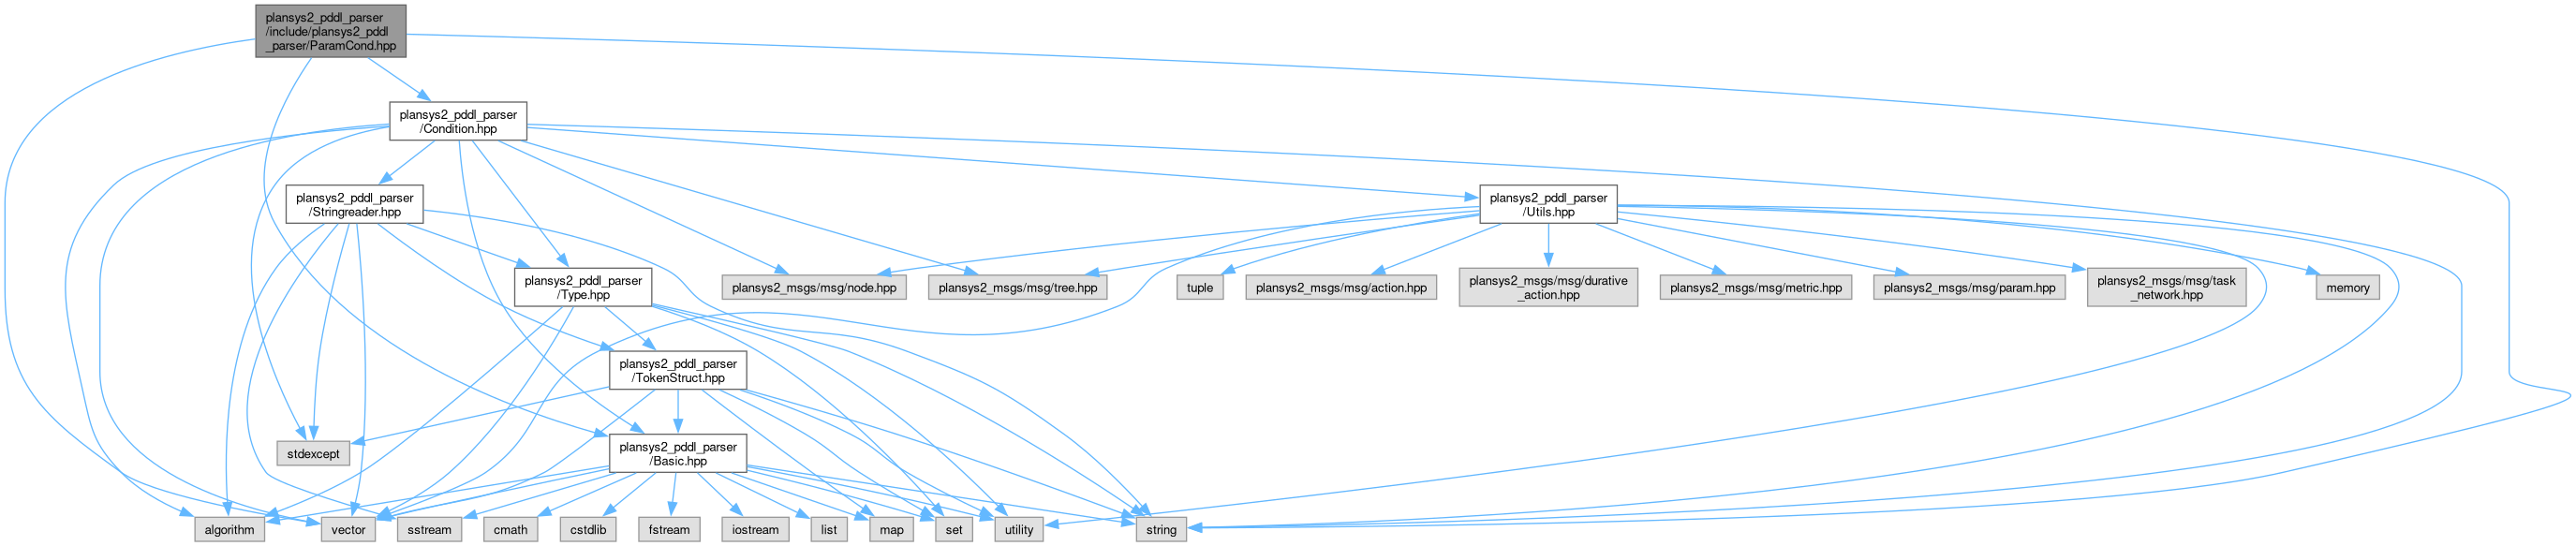 plansys2_pddl_parser
/include/plansys2_pddl
_parser/ParamCond.hpp
plansys2_pddl_parser
/Condition.hpp
plansys2_pddl_parser
/Stringreader.hpp
plansys2_pddl_parser
/Utils.hpp
plansys2_pddl_parser
/Type.hpp
plansys2_msgs/msg/node.hpp
plansys2_msgs/msg/tree.hpp
tuple
plansys2_msgs/msg/action.hpp
plansys2_msgs/msg/durative
_action.hpp
plansys2_msgs/msg/metric.hpp
plansys2_msgs/msg/param.hpp
plansys2_msgs/msg/task
_network.hpp
memory
plansys2_pddl_parser
/TokenStruct.hpp
stdexcept
plansys2_pddl_parser
/Basic.hpp
algorithm
vector
sstream
cmath
cstdlib
fstream
iostream
list
map
set
utility
string